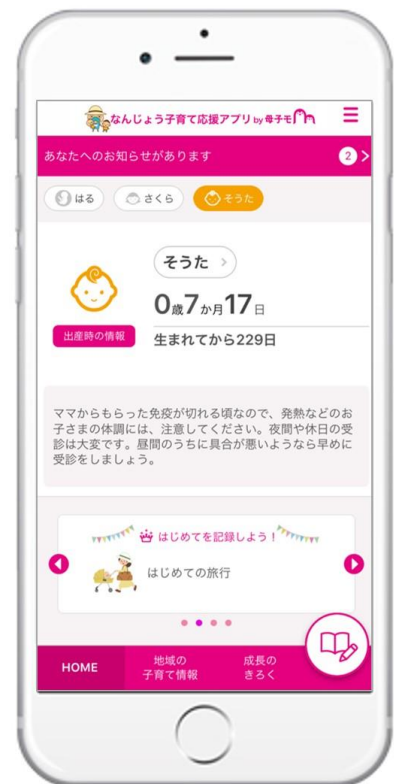 なんじょう子育て応援アプリ by 母子モ
あなたへのお知らせがあります 2
はる さくら そうた
そうた
0歳7か月17日
出産時の情報
生まれてから229日
ママからもらった免疫が切れる頃なので、発熱などのお
子さまの体調には、注意してください。夜間や休日の受
診は大変です。昼間のうちに具合が悪いようなら早めに
受診をしましょう。
はじめてを記録しよう！
はじめての旅行
HOME
地域の
子育て情報
成長の
きろく